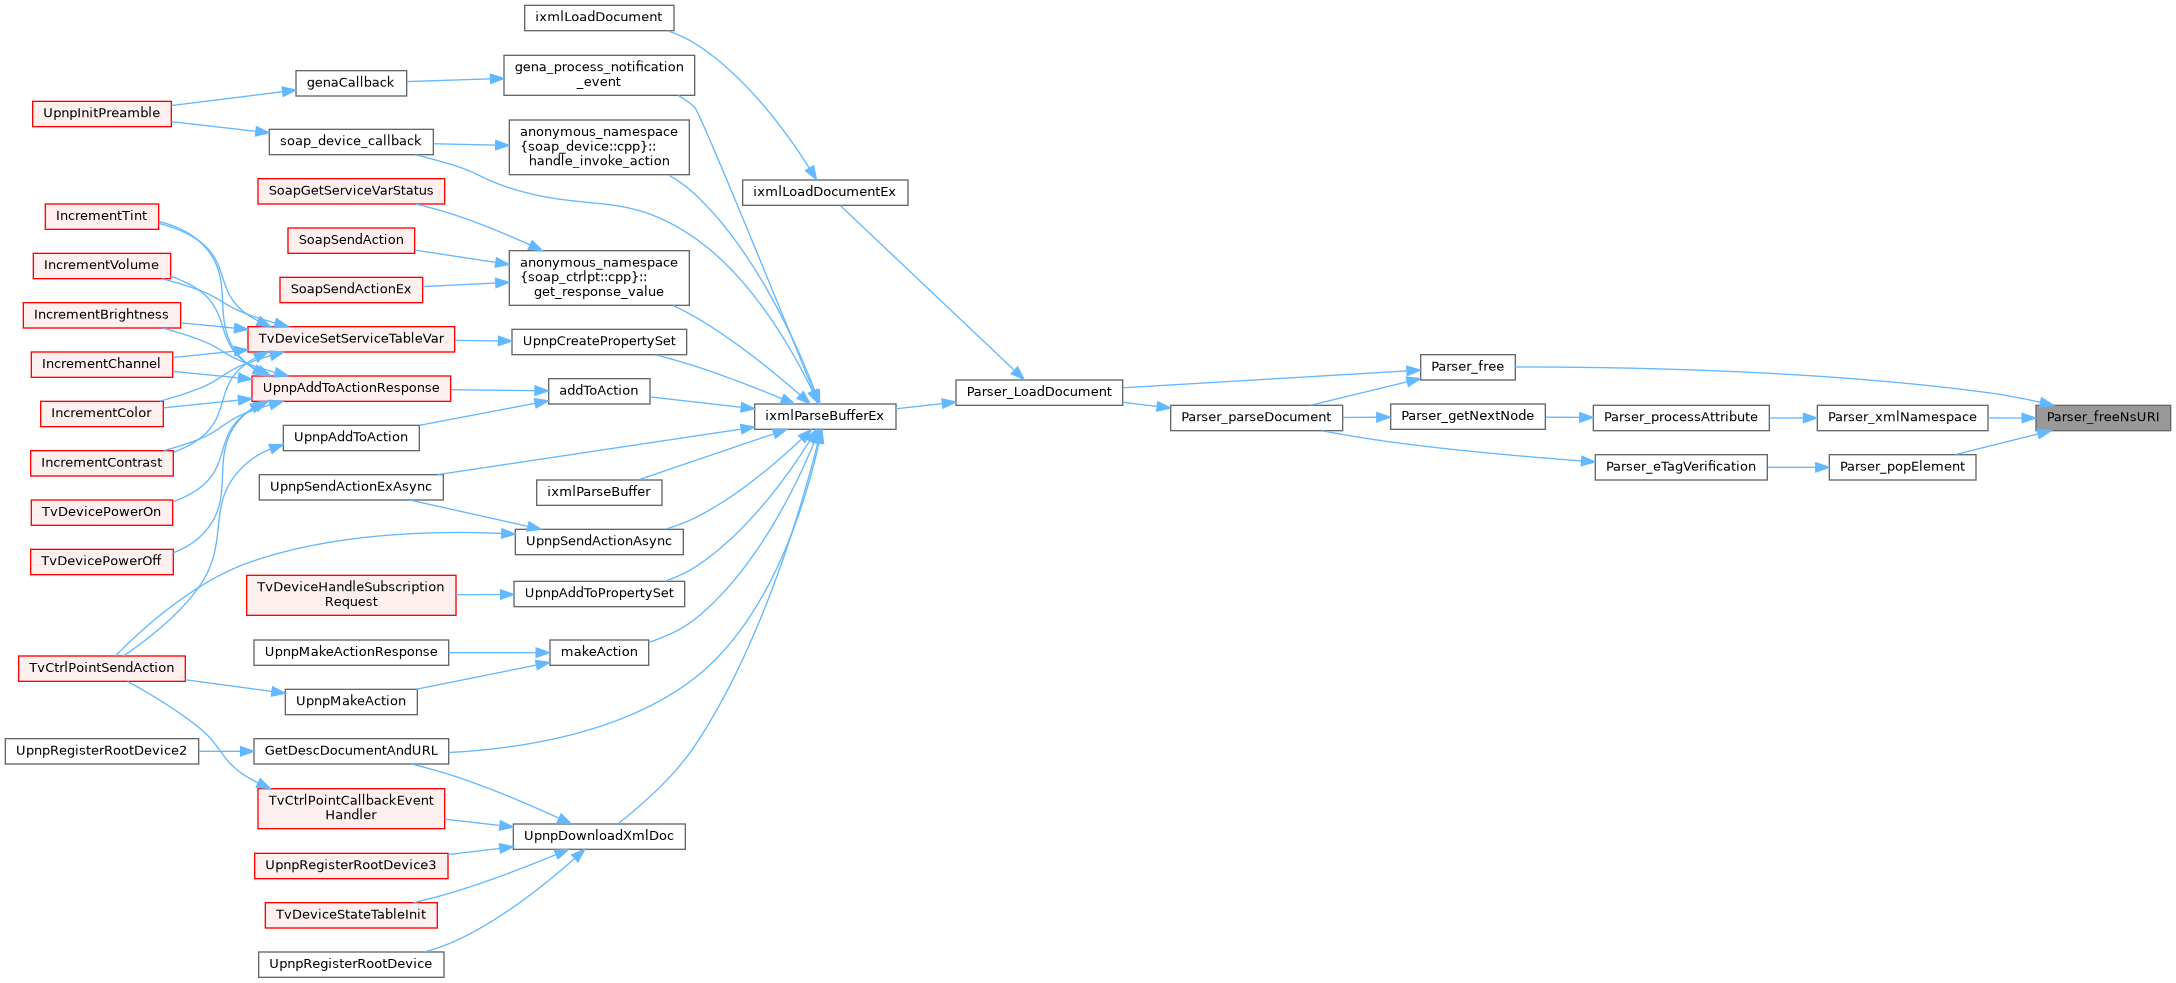 ixmlLoadDocument
gena_process_notification
_event
genaCallback
UpnpInitPreamble
anonymous_namespace
{soap_device::cpp}::
handle_invoke_action
soap_device_callback
SoapGetServiceVarStatus
ixmlLoadDocumentEx
IncrementTint
SoapSendAction
anonymous_namespace
{soap_ctrlpt::cpp}::
get_response_value
IncrementVolume
SoapSendActionEx
IncrementBrightness
TvDeviceSetServiceTableVar
UpnpCreatePropertySet
IncrementChannel
Parser_free
UpnpAddToActionResponse
addToAction
Parser_LoadDocument
IncrementColor
ixmlParseBufferEx
Parser_parseDocument
Parser_getNextNode
Parser_processAttribute
Parser_xmlNamespace
Parser_freeNsURI
UpnpAddToAction
IncrementContrast
Parser_eTagVerification
Parser_popElement
UpnpSendActionExAsync
ixmlParseBuffer
TvDevicePowerOn
UpnpSendActionAsync
TvDevicePowerOff
TvDeviceHandleSubscription
Request
UpnpAddToPropertySet
UpnpMakeActionResponse
makeAction
TvCtrlPointSendAction
UpnpMakeAction
UpnpRegisterRootDevice2
GetDescDocumentAndURL
TvCtrlPointCallbackEvent
Handler
UpnpDownloadXmlDoc
UpnpRegisterRootDevice3
TvDeviceStateTableInit
UpnpRegisterRootDevice